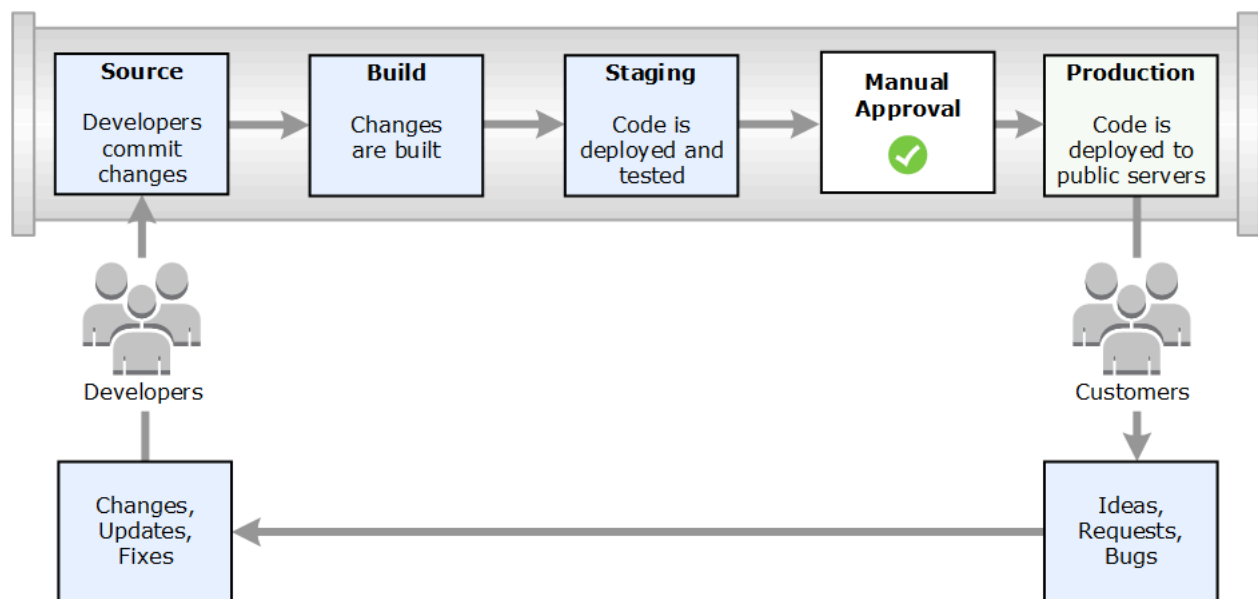 Source
Developers
commit
changes
Build
Changes
are built
Staging
Code is
deployed and
tested
Manual
Approval
Production
Code is
deployed to
public servers
Developers
Customers
Changes,
Updates,
Fixes
Ideas,
Requests,
Bugs